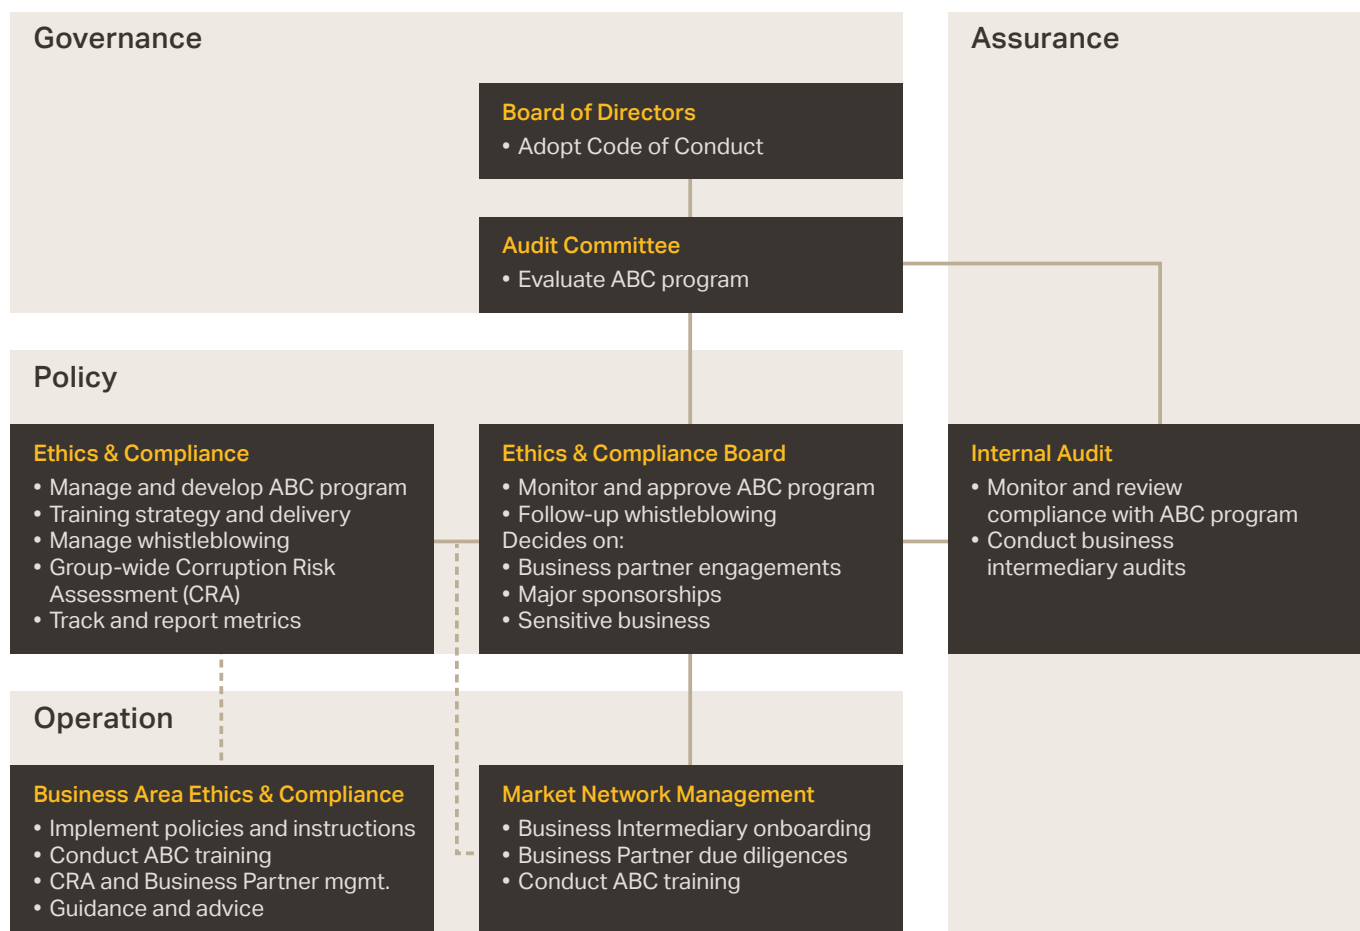 Governance
Assurance
Board of Directors
• Adopt Code of Conduct
Audit Committee
• Evaluate ABC program
Policy
Ethics & Compliance
• Manage and develop ABC program
• Training strategy and delivery
• Manage whistleblowing
• Group-wide Corruption Risk
Assessment (CRA)
• Track and report metrics
Ethics & Compliance Board
• Monitor and approve ABC program
• Follow-up whistleblowing
Decides on:
• Business partner engagements
• Major sponsorships
• Sensitive business
Internal Audit
• Monitor and review
compliance with ABC program
• Conduct business
intermediary audits
Operation
Business Area Ethics & Compliance
• Implement policies and instructions
• Conduct ABC training
• CRA and Business Partner mgmt.
• Guidance and advice
Market Network Management
• Business Intermediary onboarding
• Business Partner due diligences
• Conduct ABC training